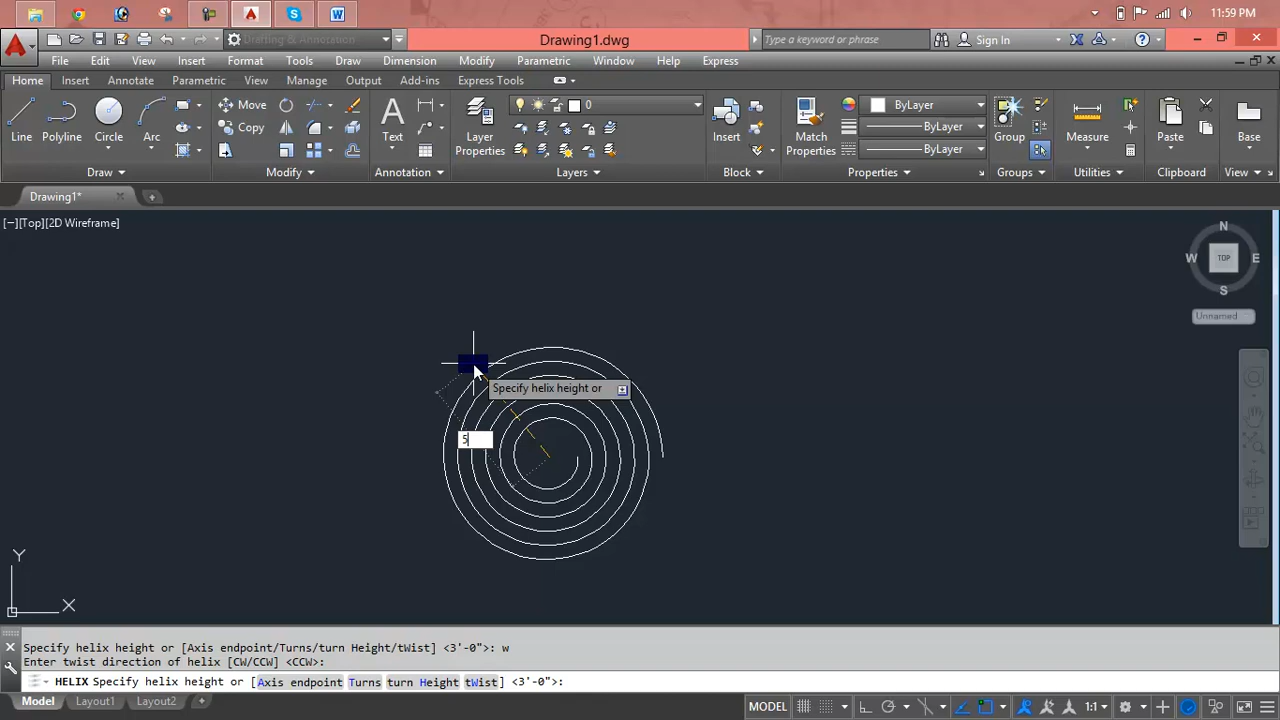 11:59 PM
Drafting & Annotation
Drawing1.dwg
Type a keyword or phrase
Sign In
File Edit View Insert Format Tools Draw Dimension Modify Parametric Window Help Express
Home Insert Annotate Parametric View Manage Output Add-ins Express Tools
Move
Copy
0
ByLayer
ByLayer
ByLayer
Line Polyline Circle Arc Text Layer Properties Insert Match Properties Group Measure Paste Base
Draw Modify Annotation Layers Block Properties Groups Utilities Clipboard View
Drawing1*
[−][Top][2D Wireframe]
N
W TOP E
S
Unnamed
Specify helix height or
5
Y
X
Specify helix height or [Axis endpoint/Turns/turn Height/tWist] <3'-0">: w
Enter twist direction of helix [CW/CCW] <CCW>:
HELIX Specify helix height or [Axis endpoint Turns turn Height tWist] <3'-0">:
Model Layout1 Layout2
MODEL 1:1